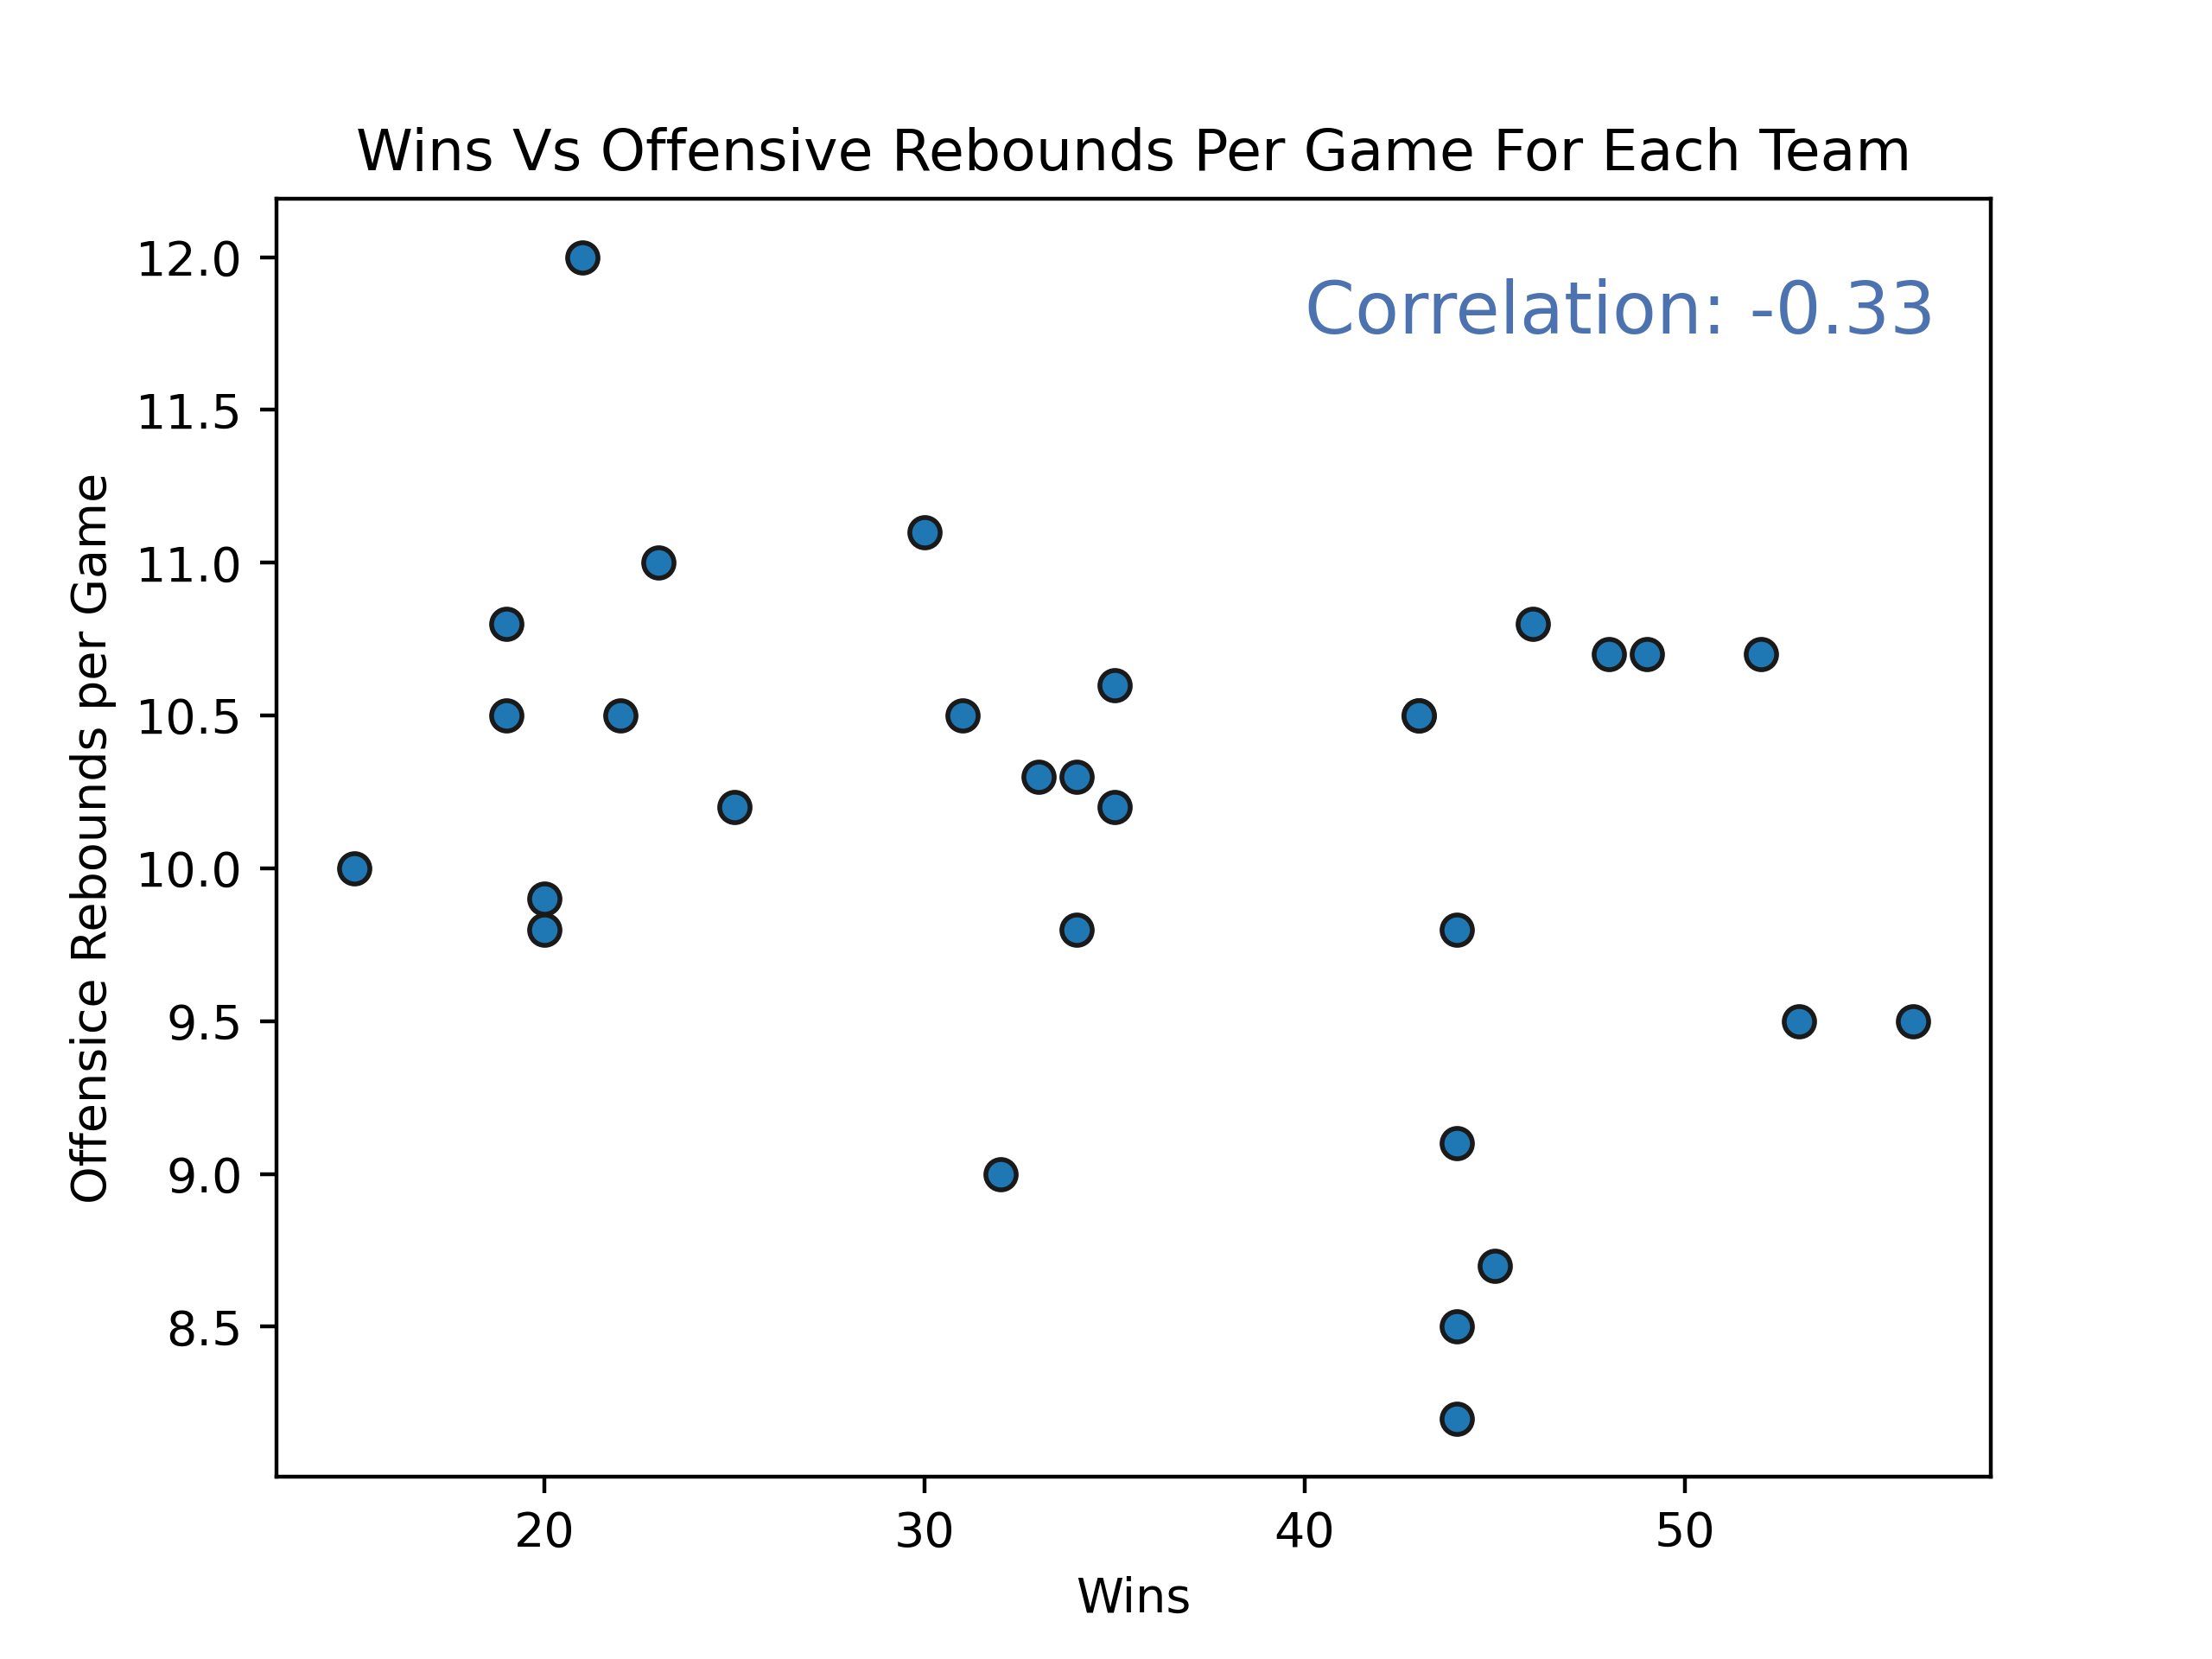 Wins Vs Offensive Rebounds Per Game For Each Team
Correlation: -0.33
Offensice Rebounds per Game
12.0
11.5
11.0
10.5
10.0
9.5
9.0
8.5
20 30 40 50
Wins